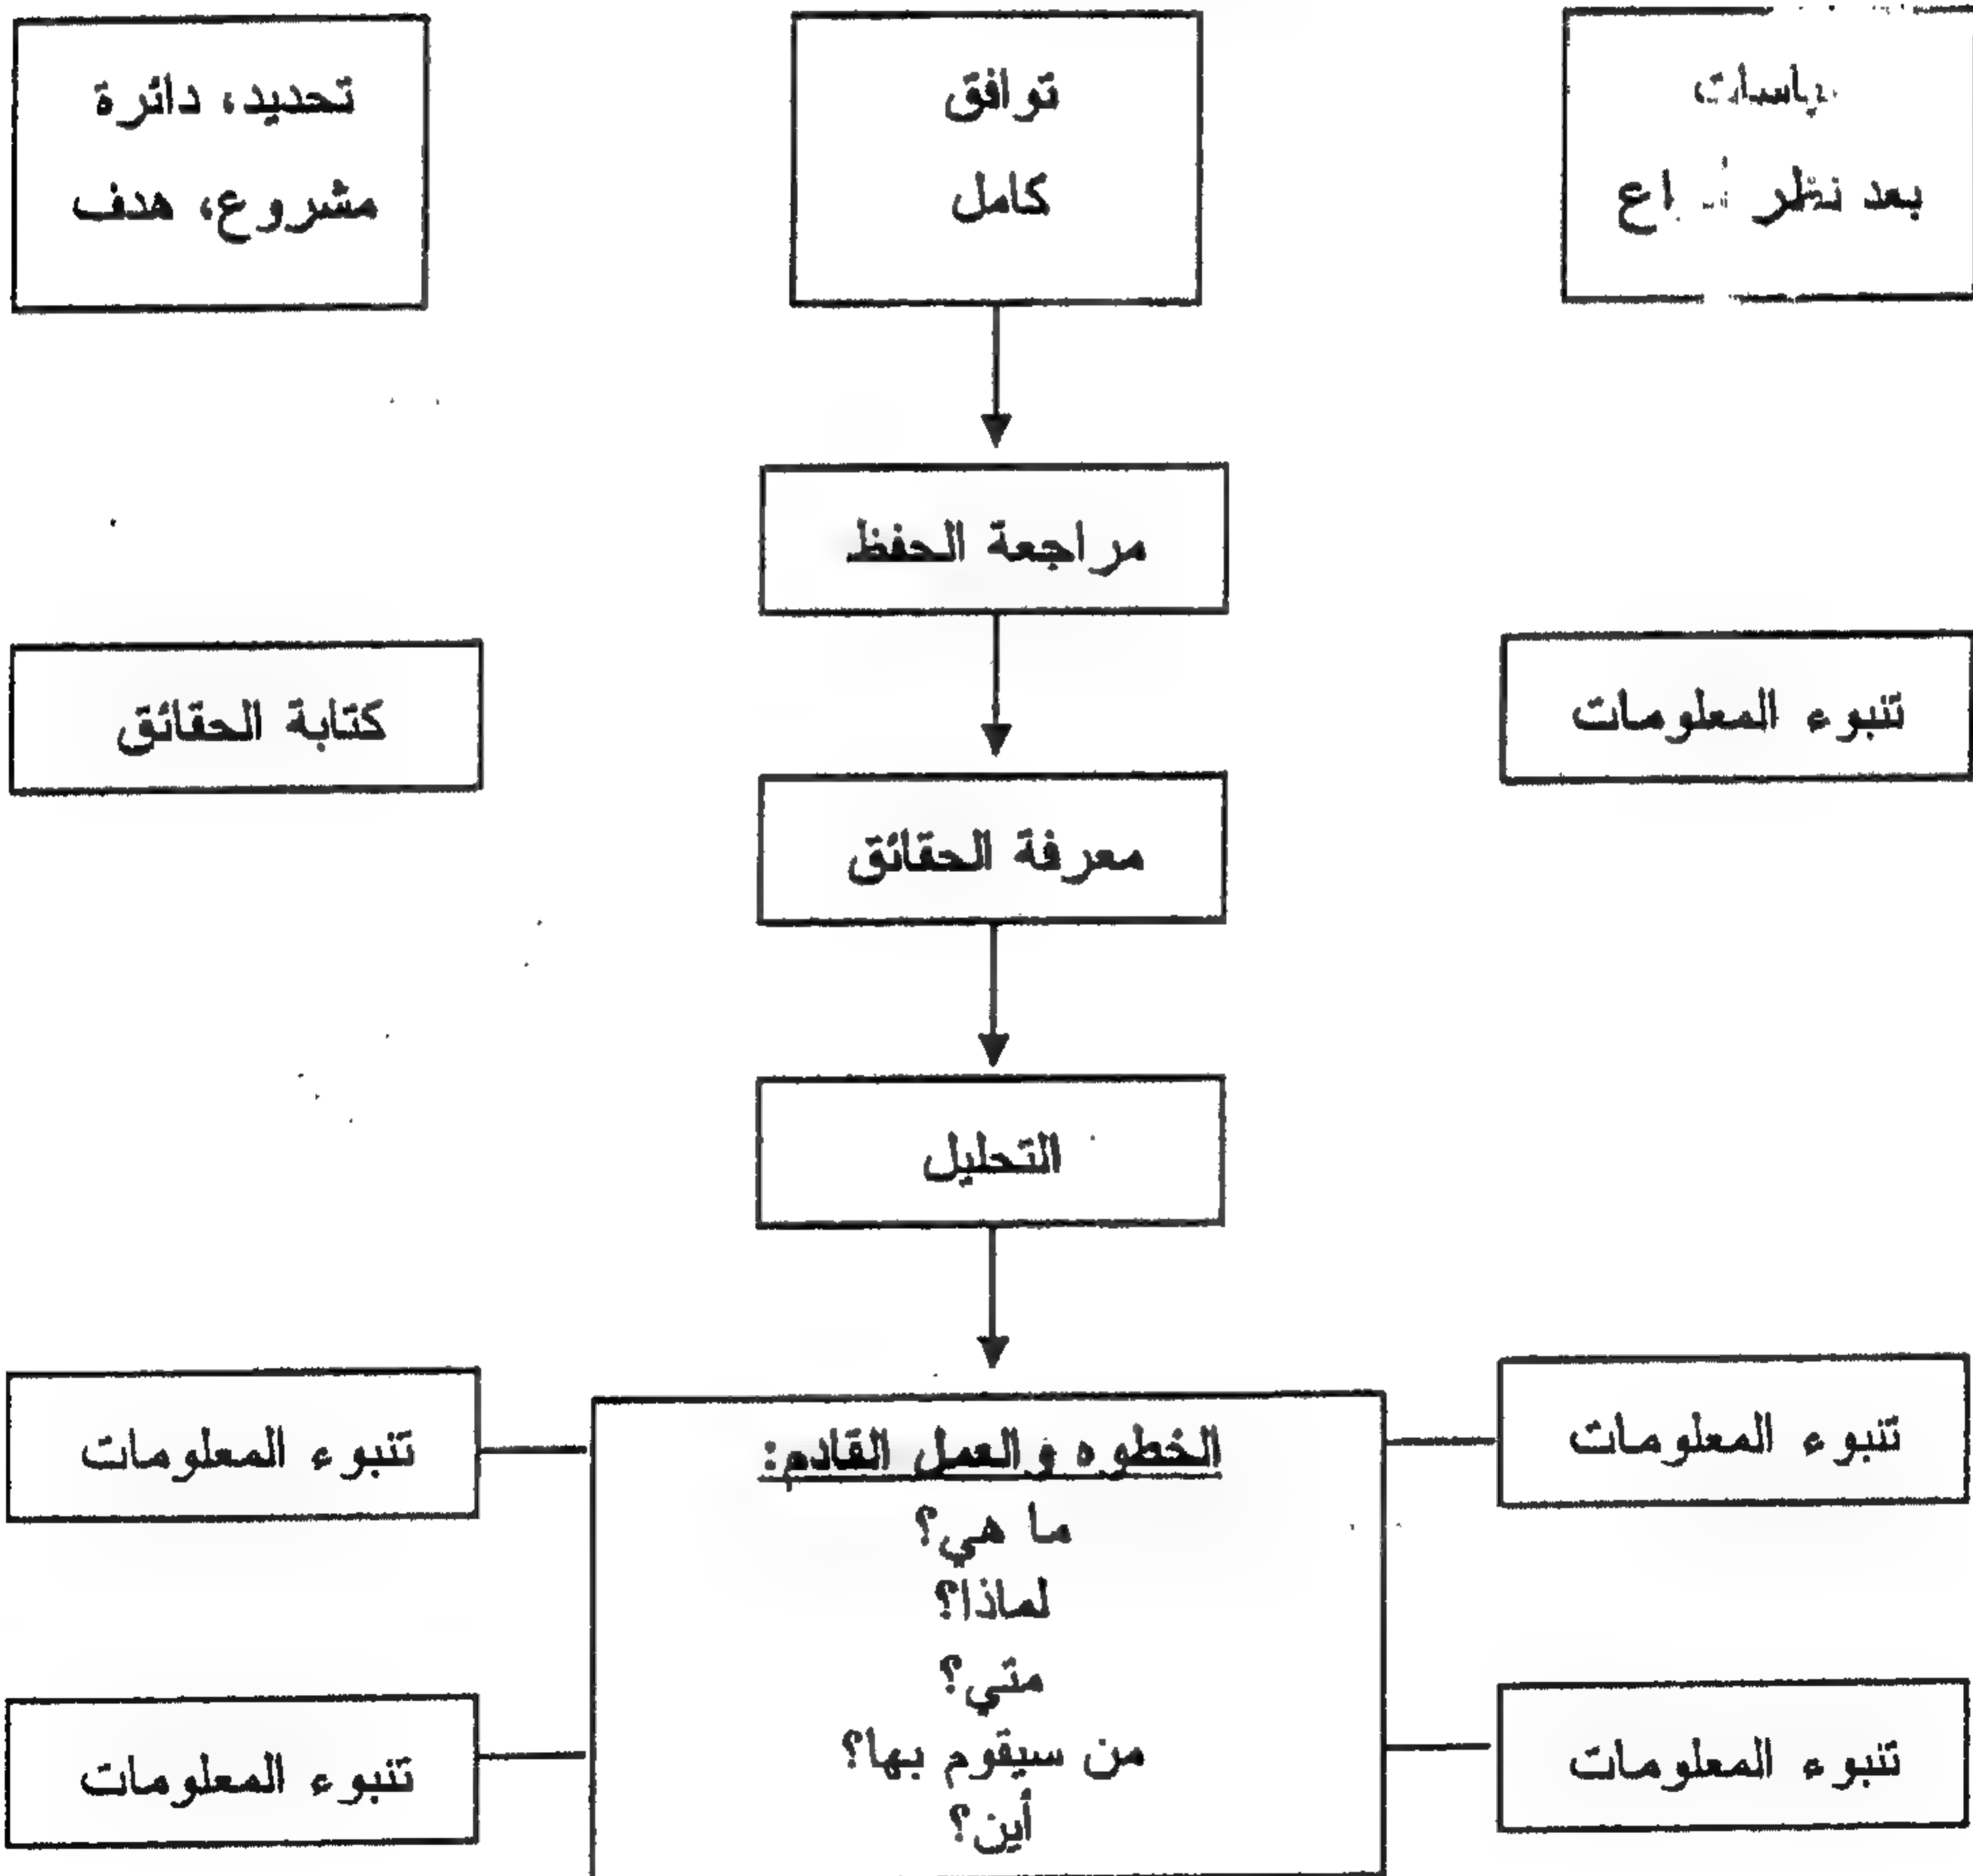 بعد نظر
توافق
كامل
تحديد، دائرة
مشروع، هدف
مراجعة الحفظ
تنبوء المعلومات
كتابة الحقائق
معرفة الحقائق
التحليل
تنبوء المعلومات
الخطوه والعمل القادم:
ما هي؟
لماذا؟
متي؟
من سيقوم بها؟
أين؟
تنبوء المعلومات
تنبوء المعلومات
تنبوء المعلومات